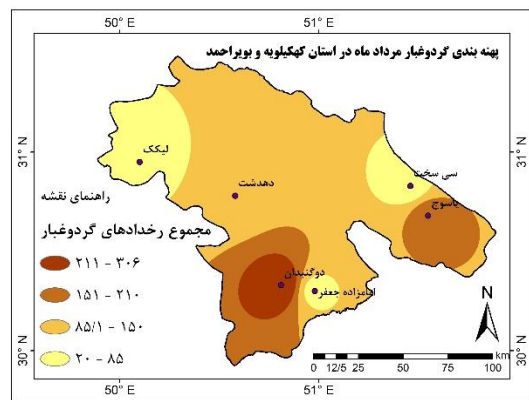 50° E 51° E
پهنه بندی گردوغبار مرداد ماه در استان کهکیلویه و بویراحمد
31° N 31° N
لیکک
سی سخت
دهدشت
یاسوج
راهنمای نقشه
مجموع رخدادهای گردوغبار
۲۱۱ - ۳۰۶
۱۵۱ - ۲۱۰
۸۵/۱ - ۱۵۰
۲۰ - ۸۵
دوگنبدان
امامزاده جعفر
N
30° N 30° N
km
0 12/5 25 50 75 100
50° E 51° E